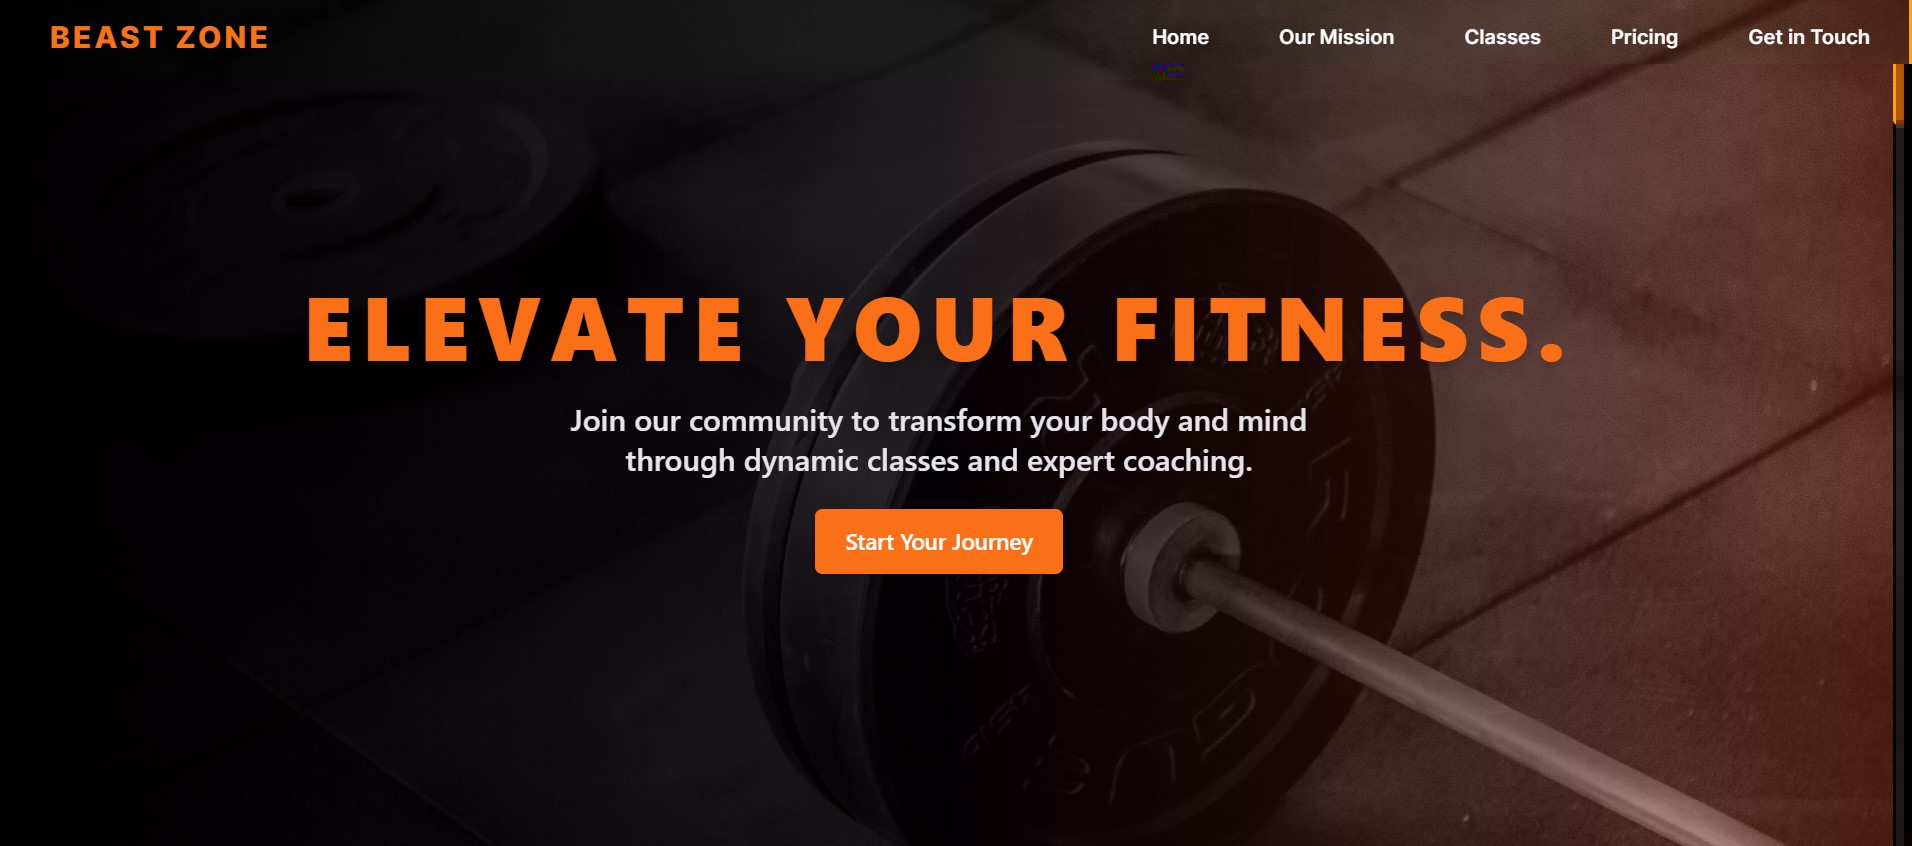 BEAST ZONE
Home Our Mission Classes Pricing Get in Touch
ELEVATE YOUR FITNESS.
Join our community to transform your body and mind
through dynamic classes and expert coaching.
Start Your Journey